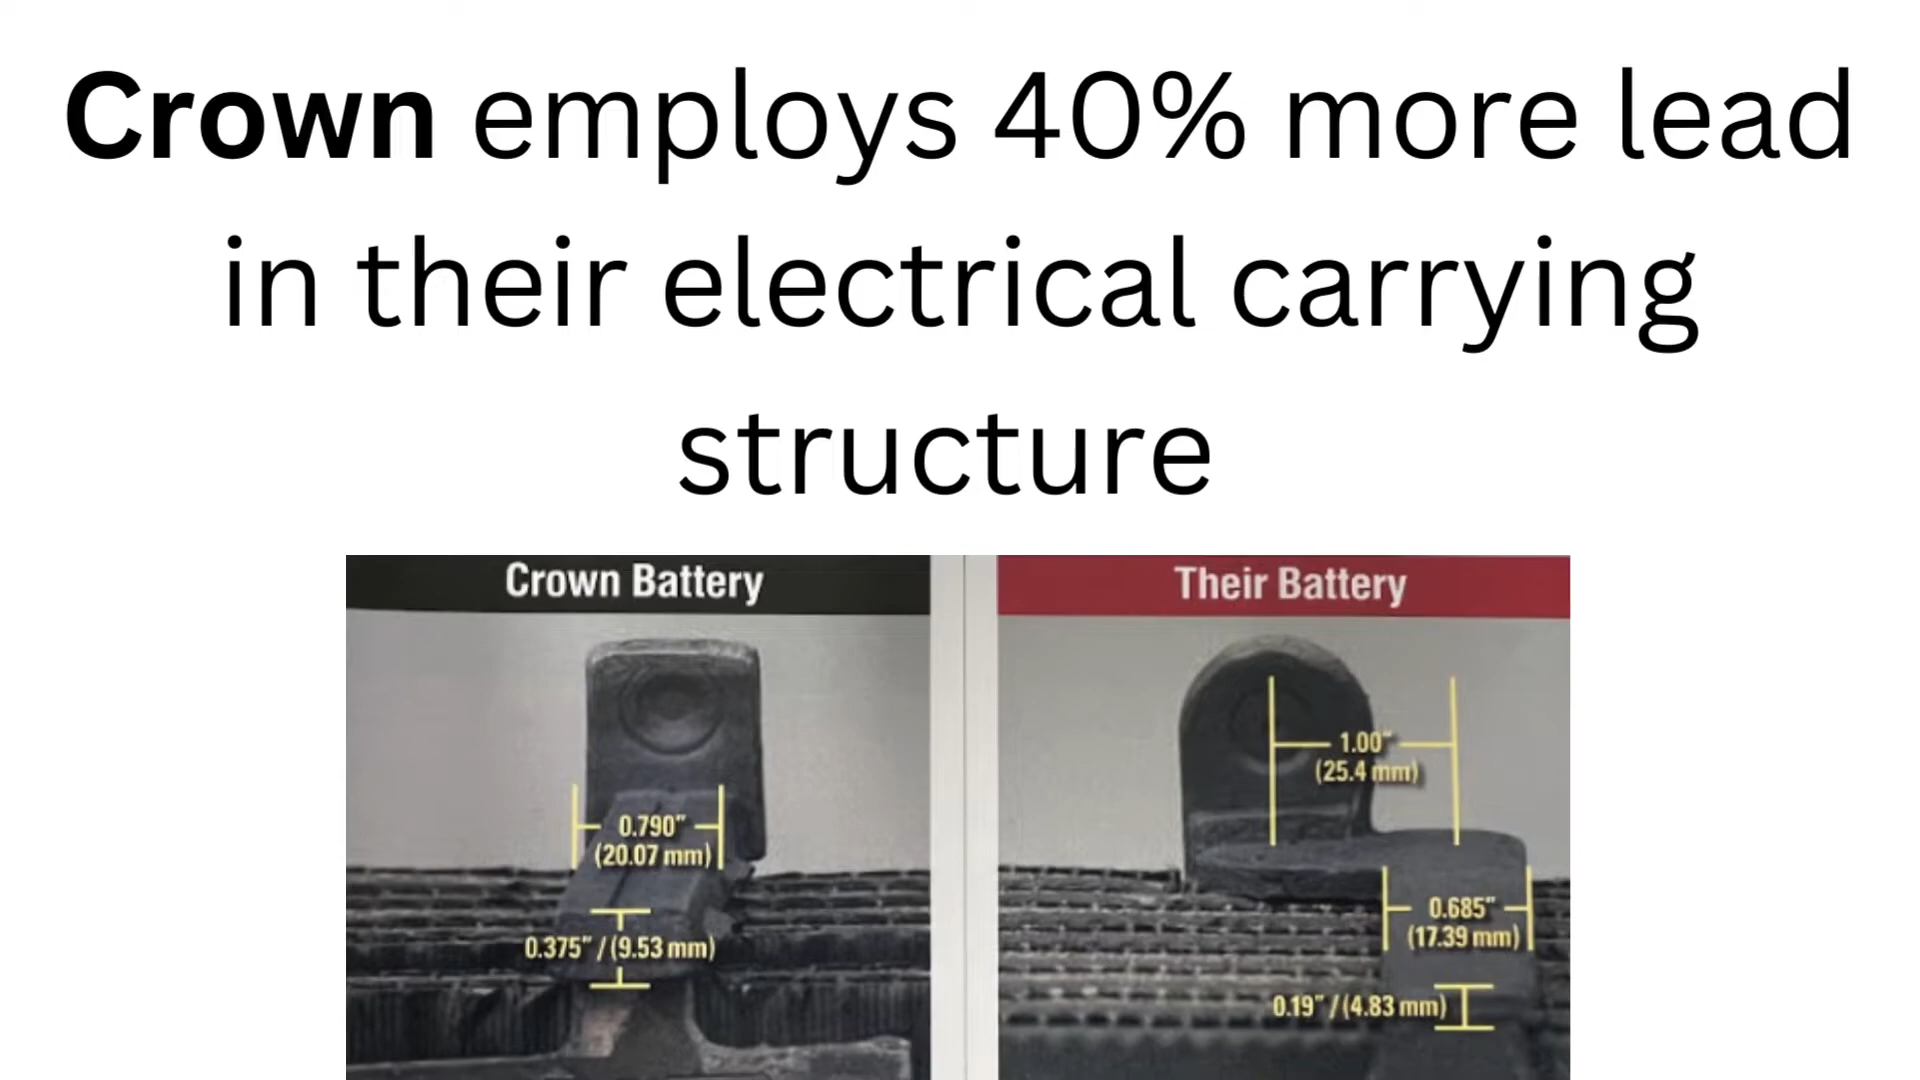 Crown employs 40% more lead
in their electrical carrying
structure
Crown Battery
0.790"
(20.07 mm)
0.375" / (9.53 mm)
Their Battery
1.00"
(25.4 mm)
0.685"
(17.39 mm)
0.19" / (4.83 mm)